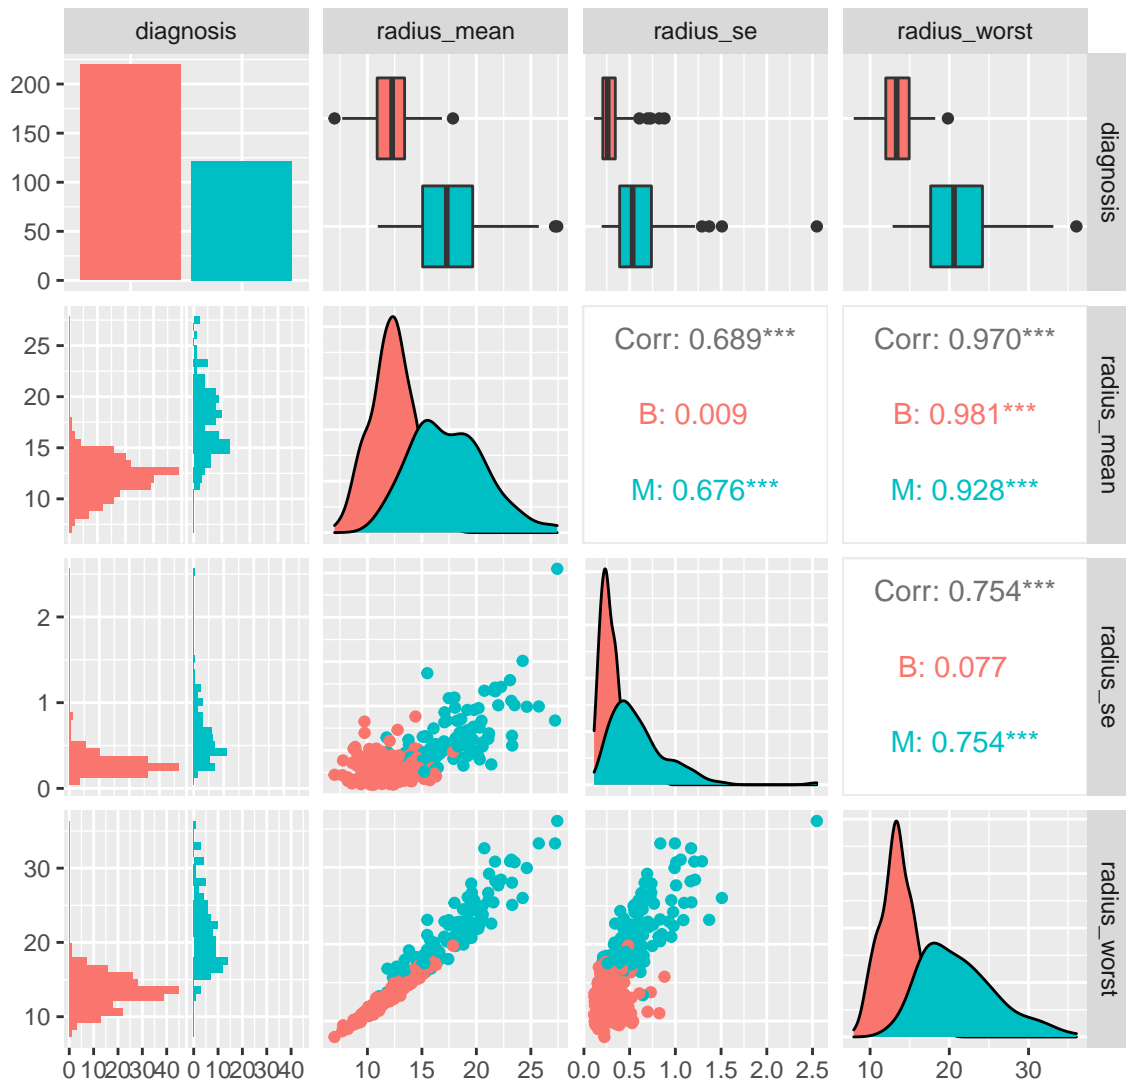 diagnosis radius_mean radius_se radius_worst
200
150
100
50
0
diagnosis
25
20
15
10
Corr: 0.689*** Corr: 0.970***
B: 0.009 B: 0.981***
M: 0.676*** M: 0.928***
radius_mean
2
1
0
Corr: 0.754***
B: 0.077
M: 0.754***
radius_se
30
20
10
radius_worst
0 10 20 30 40 0 10 20 30 40 10 15 20 25 0.0 0.5 1.0 1.5 2.0 2.5 10 20 30